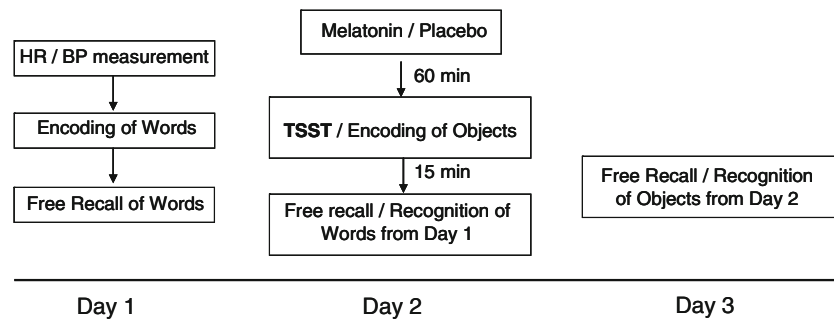 HR / BP measurement
Encoding of Words
Free Recall of Words
Melatonin / Placebo
60 min
TSST / Encoding of Objects
15 min
Free recall / Recognition of
Words from Day 1
Free Recall / Recognition
of Objects from Day 2
Day 1
Day 2
Day 3